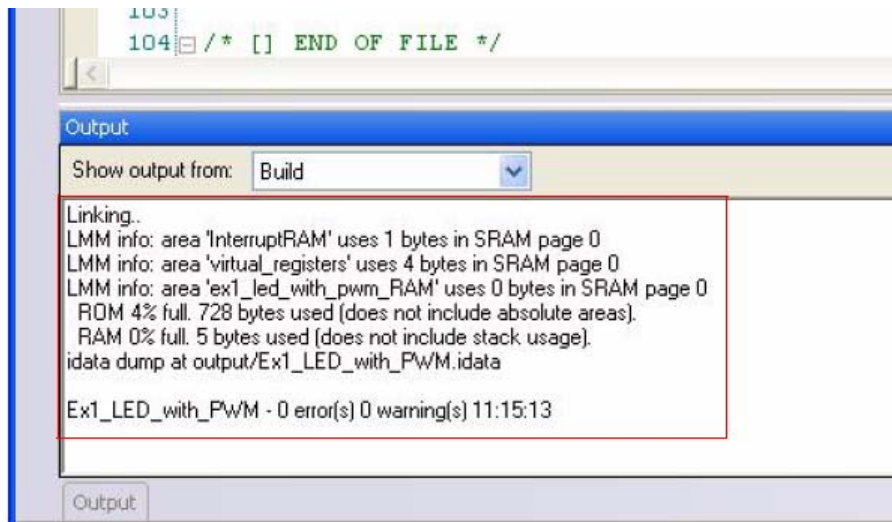 103
104 /* [] END OF FILE */
Output
Show output from: Build
Linking..
LMM info: area 'InterruptRAM' uses 1 bytes in SRAM page 0
LMM info: area 'virtual_registers' uses 4 bytes in SRAM page 0
LMM info: area 'ex1_led_with_pwm_RAM' uses 0 bytes in SRAM page 0
ROM 4% full. 728 bytes used (does not include absolute areas).
RAM 0% full. 5 bytes used (does not include stack usage).
idata dump at output/Ex1_LED_with_PWM.idata
Ex1_LED_with_PWM - 0 error(s) 0 warning(s) 11:15:13
Output